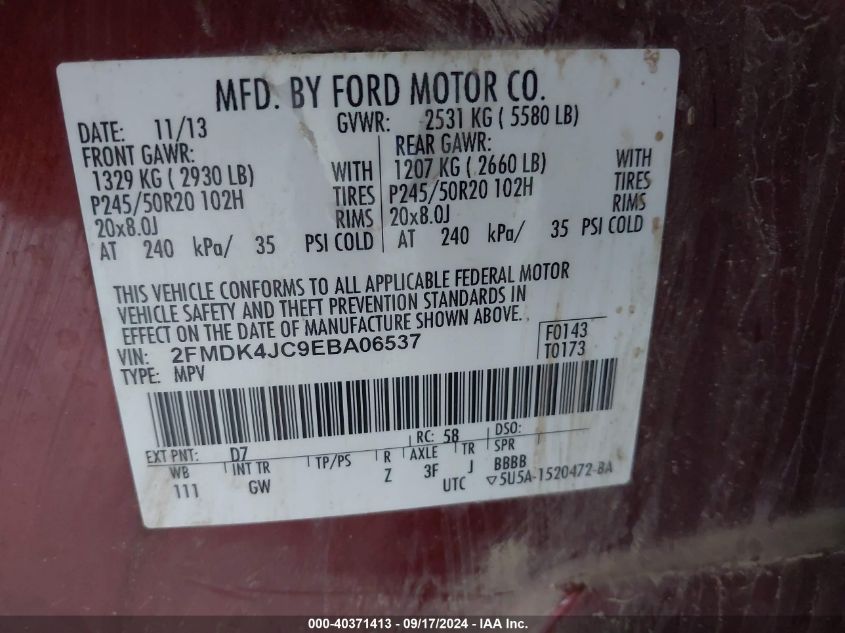 MFD. BY FORD MOTOR CO.
DATE: 11/13 GVWR: 2531 KG ( 5580 LB)
FRONT GAWR: REAR GAWR:
1329 KG ( 2930 LB) WITH 1207 KG ( 2660 LB) WITH
P245/50R20 102H TIRES P245/50R20 102H TIRES
20x8.0J RIMS 20x8.0J RIMS
AT 240 kPa/ 35 PSI COLD AT 240 kPa/ 35 PSI COLD
THIS VEHICLE CONFORMS TO ALL APPLICABLE FEDERAL MOTOR
VEHICLE SAFETY AND THEFT PREVENTION STANDARDS IN
EFFECT ON THE DATE OF MANUFACTURE SHOWN ABOVE.
VIN: 2FMDK4JC9EBA06537 F0143
TYPE: MPV T0173
EXT PNT: D7 RC: 58 DSO:
WB INT TR TP/PS R AXLE TR SPR
111 GW Z 3F J BBBB
UTC ▽5U5A-1520472-BA
000-40371413 - 09/17/2024 - IAA Inc.